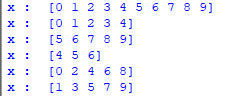 x :  [0 1 2 3 4 5 6 7 8 9]
x :  [0 1 2 3 4]
x :  [5 6 7 8 9]
x :  [4 5 6]
x :  [0 2 4 6 8]
x :  [1 3 5 7 9]